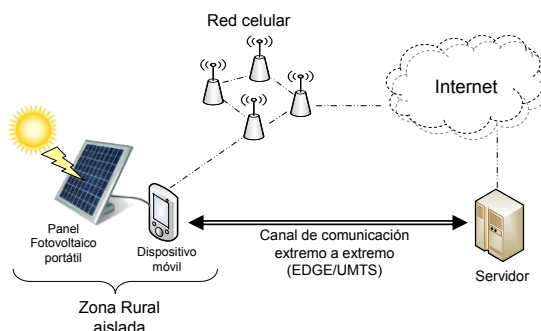 Red celular
Internet
Panel
Fotovoltaico
portátil
Dispositivo
móvil
Canal de comunicación
extremo a extremo
(EDGE/UMTS)
Servidor
Zona Rural
aislada